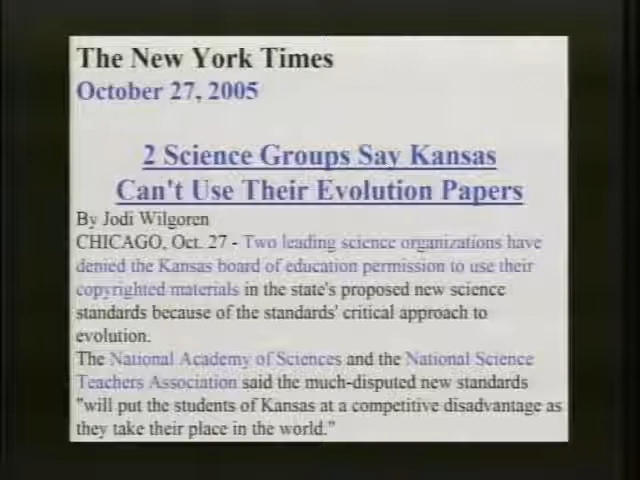 The New York Times
October 27, 2005
2 Science Groups Say Kansas
Can't Use Their Evolution Papers
By Jodi Wilgoren
CHICAGO, Oct. 27 - Two leading science organizations have
denied the Kansas board of education permission to use their
copyrighted materials in the state's proposed new science
standards because of the standards' critical approach to
evolution.
The National Academy of Sciences and the National Science
Teachers Association said the much-disputed new standards
"will put the students of Kansas at a competitive disadvantage as
they take their place in the world."